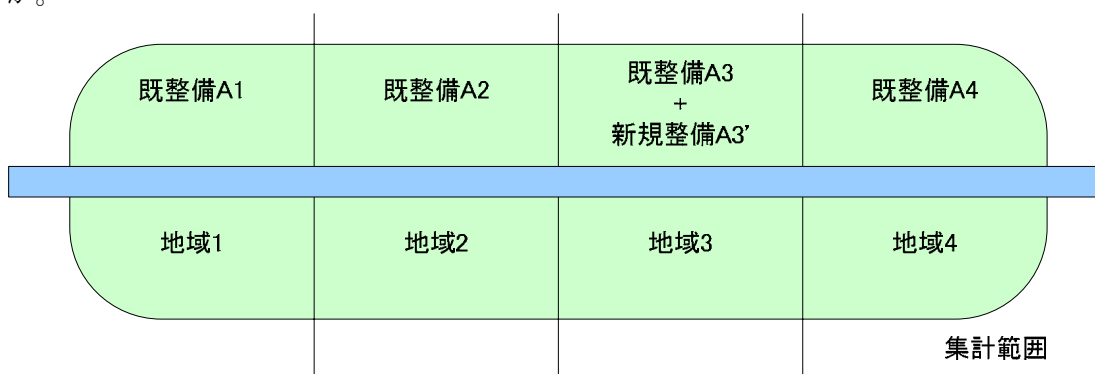 か。
既整備A1
既整備A2
既整備A3
+
新規整備A3’
既整備A4
地域1
地域2
地域3
地域4
集計範囲